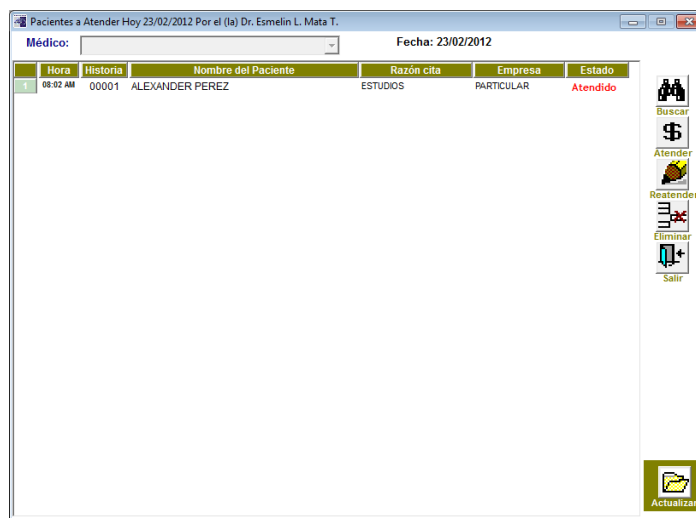 Pacientes a Atender Hoy 23/02/2012 Por el (la) Dr. Esmelin L. Mata T.
Médico: Fecha: 23/02/2012
Hora Historia Nombre del Paciente Razón cita Empresa Estado
1 08:02 AM 00001 ALEXANDER PEREZ ESTUDIOS PARTICULAR Atendido
Buscar
Atender
Reatender
Eliminar
Salir
Actualizar